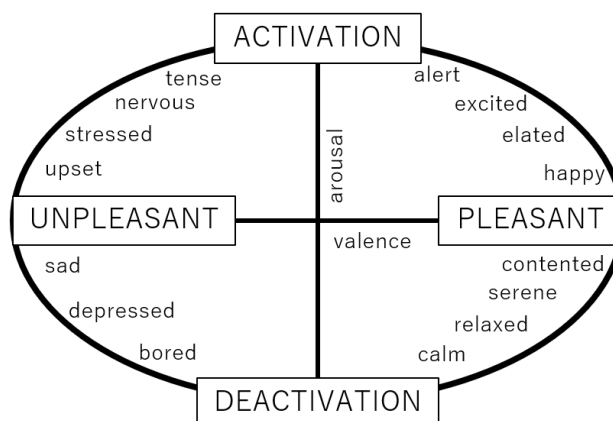 ACTIVATION
tense
alert
nervous
excited
stressed
elated
upset
happy
arousal
UNPLEASANT
PLEASANT
valence
sad
contented
serene
depressed
relaxed
bored
calm
DEACTIVATION